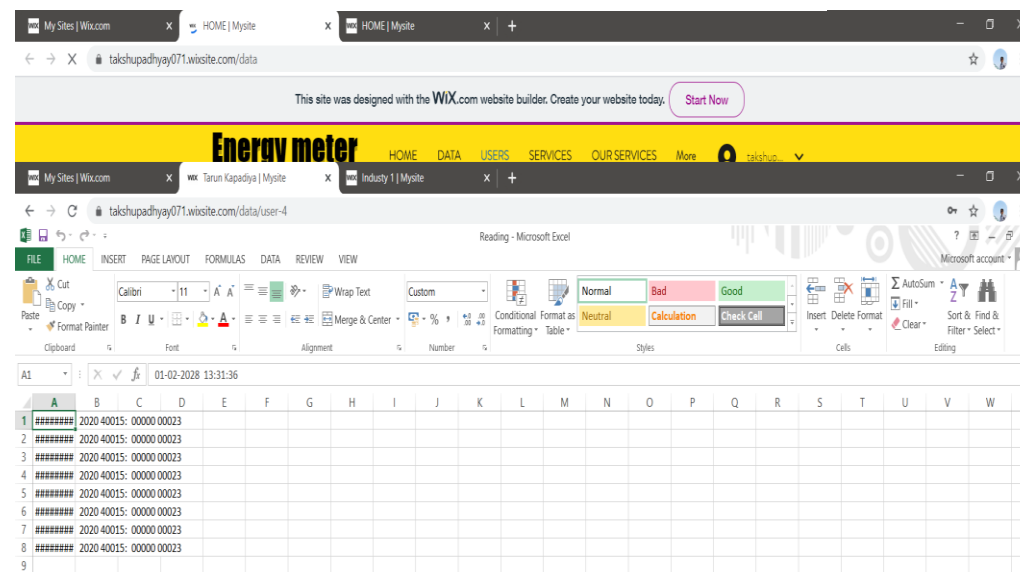 WIX My Sites | Wix.com x HOME | Mysite x WIX HOME | Mysite x +
takshupadhyay071.wixsite.com/data
This site was designed with the WiX.com website builder. Create your website today. Start Now
Energy meter HOME DATA USERS SERVICES OUR SERVICES More takshup...
WIX My Sites | Wix.com x WIX Tarun Kapadiya | Mysite x WIX Industy 1 | Mysite x +
takshupadhyay071.wixsite.com/data/user-4
Reading - Microsoft Excel ?
FILE HOME INSERT PAGE LAYOUT FORMULAS DATA REVIEW VIEW Microsoft account
Cut Calibri 11 A A Wrap Text Custom Normal Bad Good AutoSum
Copy Fill
Paste Format Painter B I U A Merge & Center % , Conditional Formatting Format as Table Neutral Calculation Check Cell Insert Delete Format Clear Sort & Filter Find & Select
Clipboard Font Alignment Number Styles Cells Editing
A1 fx 01-02-2028 13:31:36
A B C D E F G H I J K L M N O P Q R S T U V W
1 ######## 2020 40015: 00000 00023
2 ######## 2020 40015: 00000 00023
3 ######## 2020 40015: 00000 00023
4 ######## 2020 40015: 00000 00023
5 ######## 2020 40015: 00000 00023
6 ######## 2020 40015: 00000 00023
7 ######## 2020 40015: 00000 00023
8 ######## 2020 40015: 00000 00023
9